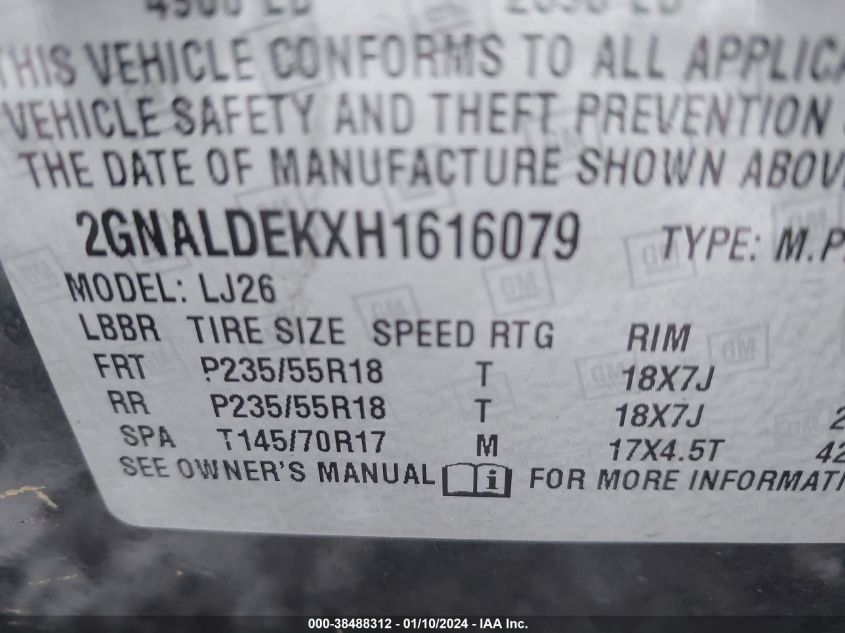 THIS VEHICLE CONFORMS TO ALL APPLICA
VEHICLE SAFETY AND THEFT PREVENTION
THE DATE OF MANUFACTURE SHOWN ABOV
2GNALDEKXH1616079 TYPE: M.P.
MODEL: LJ26
LBBR TIRE SIZE SPEED RTG RIM
FRT P235/55R18 T 18X7J
RR P235/55R18 T 18X7J 2
SPA T145/70R17 M 17X4.5T 42
SEE OWNER'S MANUAL i FOR MORE INFORMATI
000-38488312 - 01/10/2024 - IAA Inc.